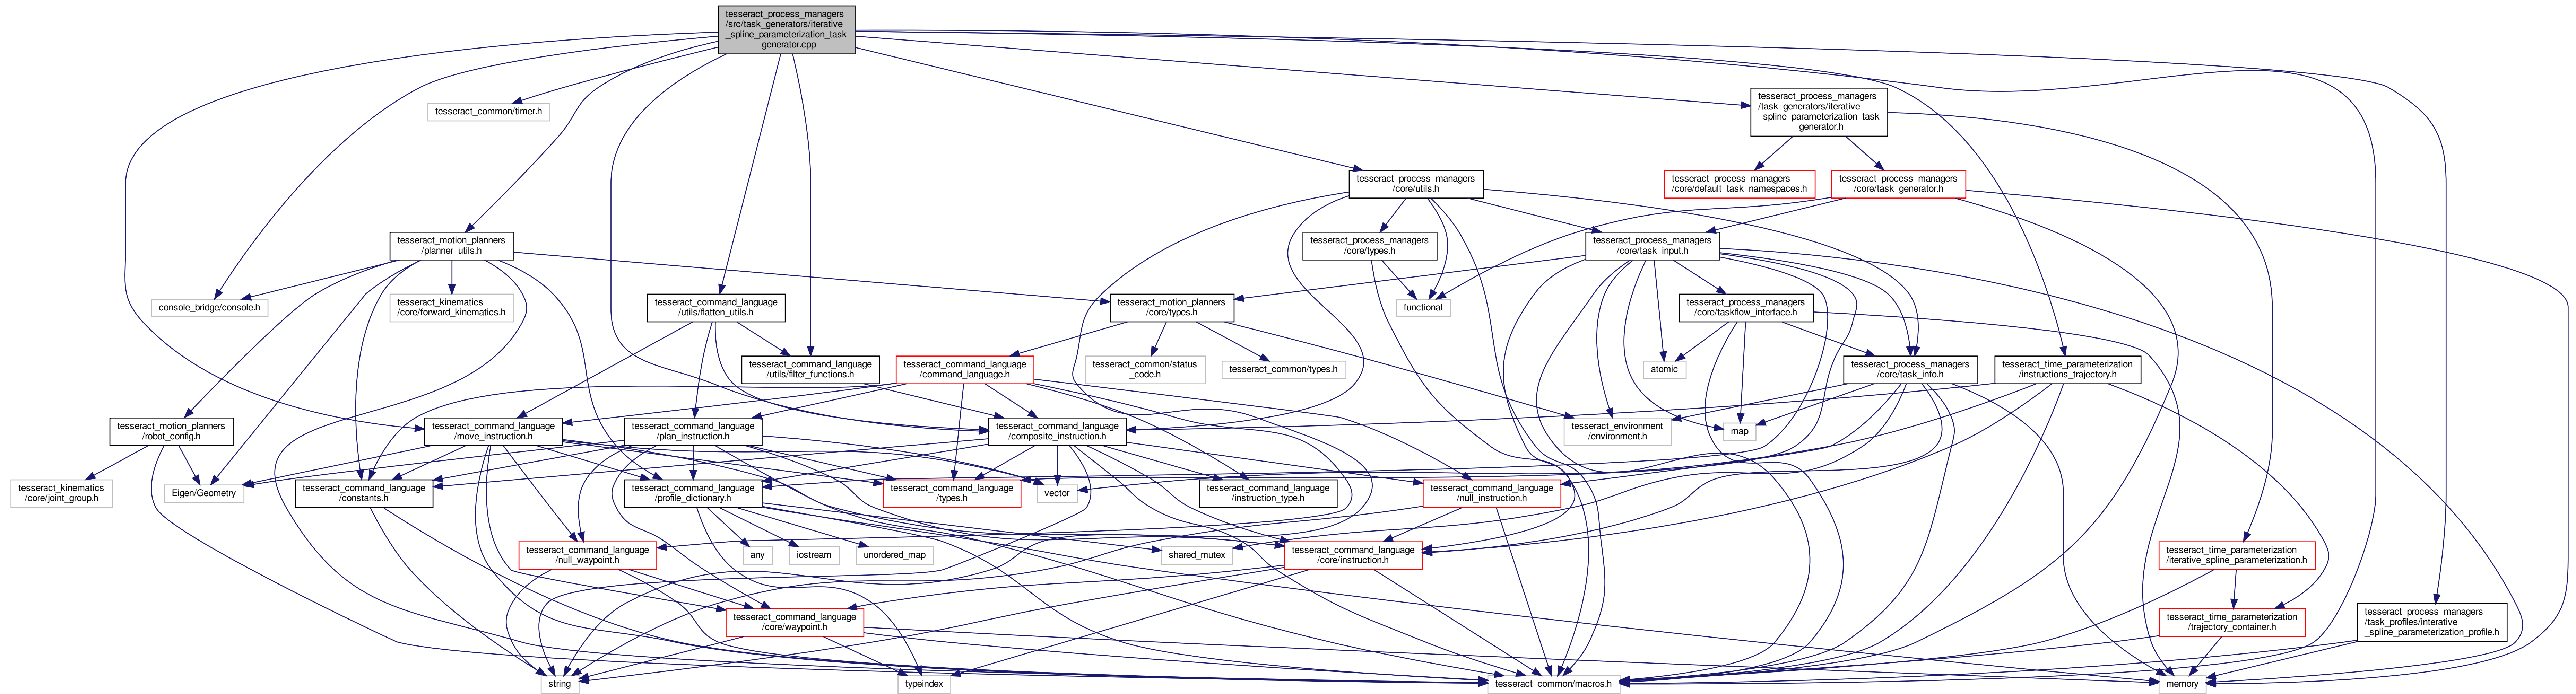 tesseract_process_managers
/src/task_generators/iterative
_spline_parameterization_task
_generator.cpp
tesseract_common/timer.h
tesseract_process_managers
/task_generators/iterative
_spline_parameterization_task
_generator.h
tesseract_process_managers
/core/utils.h
tesseract_process_managers
/core/default_task_namespaces.h
tesseract_process_managers
/core/task_generator.h
tesseract_motion_planners
/planner_utils.h
tesseract_process_managers
/core/types.h
tesseract_process_managers
/core/task_input.h
console_bridge/console.h
tesseract_kinematics
/core/forward_kinematics.h
tesseract_command_language
/utils/flatten_utils.h
tesseract_motion_planners
/core/types.h
functional
tesseract_process_managers
/core/taskflow_interface.h
tesseract_command_language
/utils/filter_functions.h
tesseract_command_language
/command_language.h
tesseract_common/status
_code.h
tesseract_common/types.h
atomic
tesseract_process_managers
/core/task_info.h
tesseract_time_parameterization
/instructions_trajectory.h
tesseract_motion_planners
/robot_config.h
tesseract_command_language
/move_instruction.h
tesseract_command_language
/plan_instruction.h
tesseract_command_language
/composite_instruction.h
tesseract_environment
/environment.h
map
tesseract_kinematics
/core/joint_group.h
Eigen/Geometry
tesseract_command_language
/constants.h
tesseract_command_language
/profile_dictionary.h
tesseract_command_language
/types.h
vector
tesseract_command_language
/instruction_type.h
tesseract_command_language
/null_instruction.h
tesseract_command_language
/null_waypoint.h
any
iostream
unordered_map
shared_mutex
tesseract_command_language
/core/instruction.h
tesseract_time_parameterization
/iterative_spline_parameterization.h
tesseract_command_language
/core/waypoint.h
tesseract_time_parameterization
/trajectory_container.h
tesseract_process_managers
/task_profiles/interative
_spline_parameterization_profile.h
string
typeindex
tesseract_common/macros.h
memory